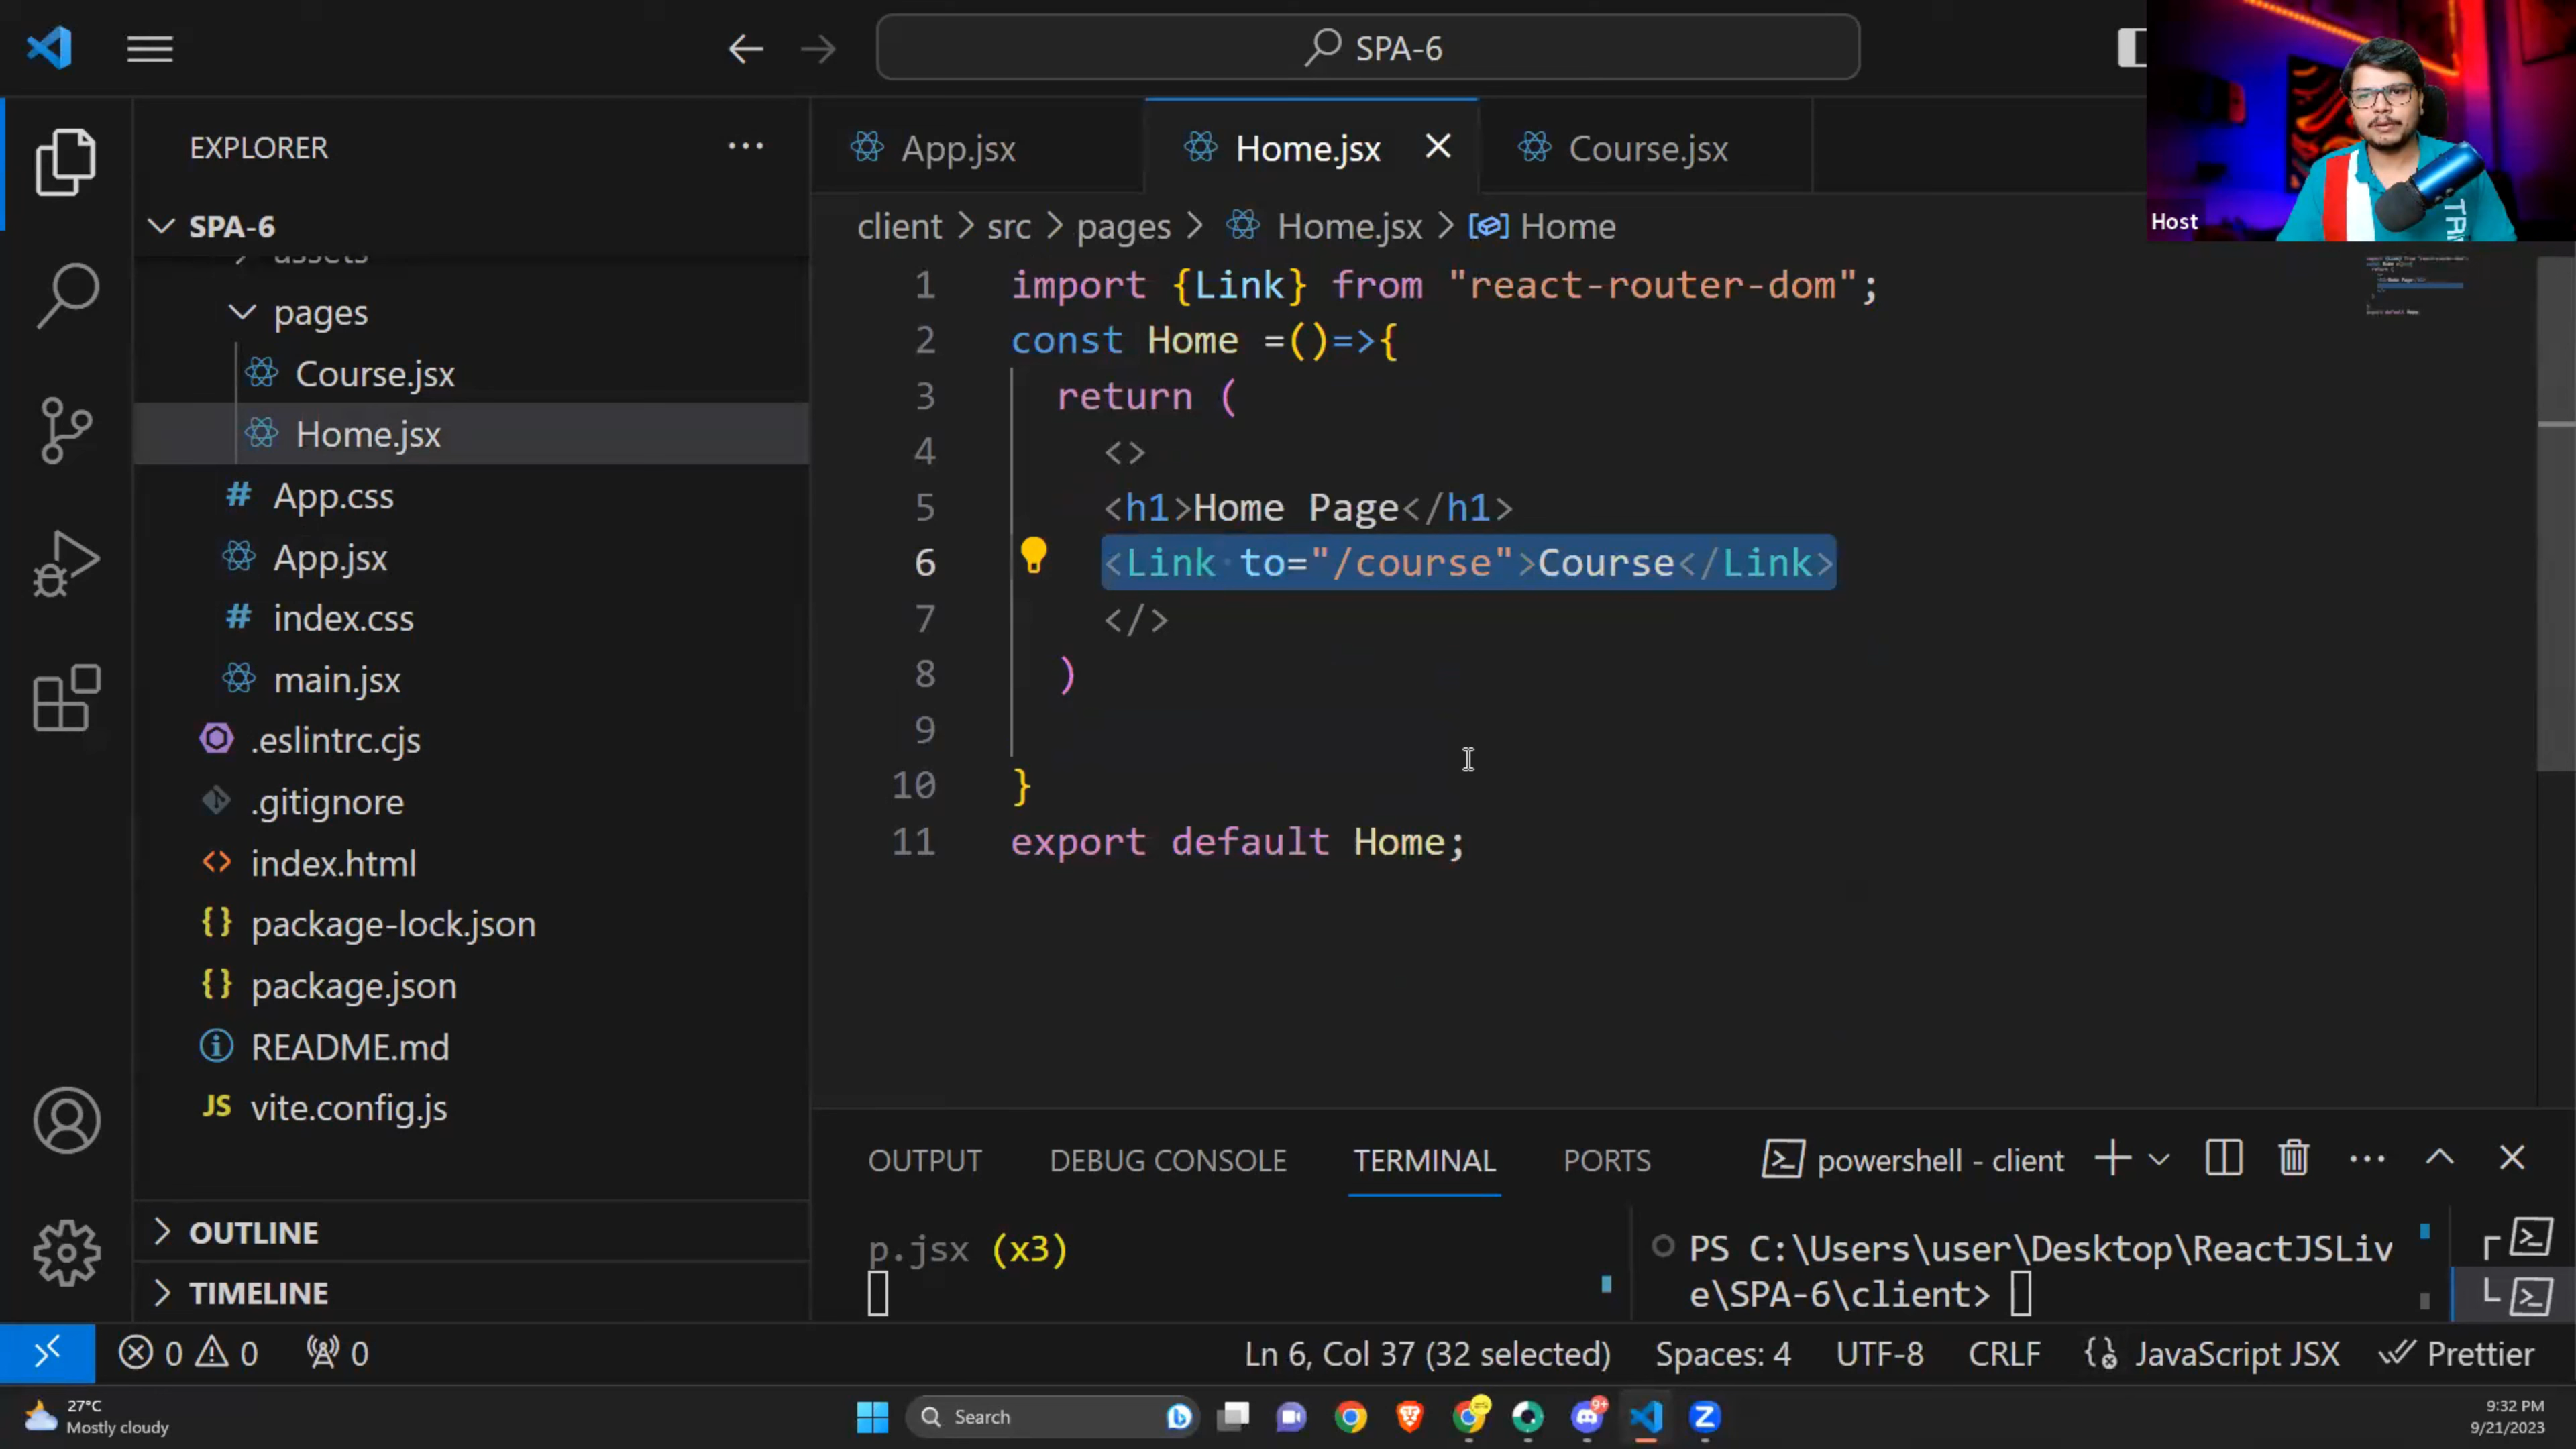 SPA-6
Host
EXPLORER
App.jsx
Home.jsx
Course.jsx
SPA-6
assets
pages
Course.jsx
Home.jsx
App.css
App.jsx
index.css
main.jsx
.eslintrc.cjs
.gitignore
index.html
package-lock.json
package.json
README.md
vite.config.js
OUTLINE
TIMELINE
client > src > pages > Home.jsx > Home
1 import {Link} from "react-router-dom";
2 const Home =()=>{
3 return (
4 <>
5 <h1>Home Page</h1>
6 <Link to="/course">Course</Link>
7 </>
8 )
9
10 }
11 export default Home;
OUTPUT DEBUG CONSOLE TERMINAL PORTS powershell - client
p.jsx (x3)
PS C:\Users\user\Desktop\ReactJSLiv
e\SPA-6\client>
0 0 0 Ln 6, Col 37 (32 selected) Spaces: 4 UTF-8 CRLF JavaScript JSX Prettier
27°C
Mostly cloudy
Search
9+
9:32 PM
9/21/2023